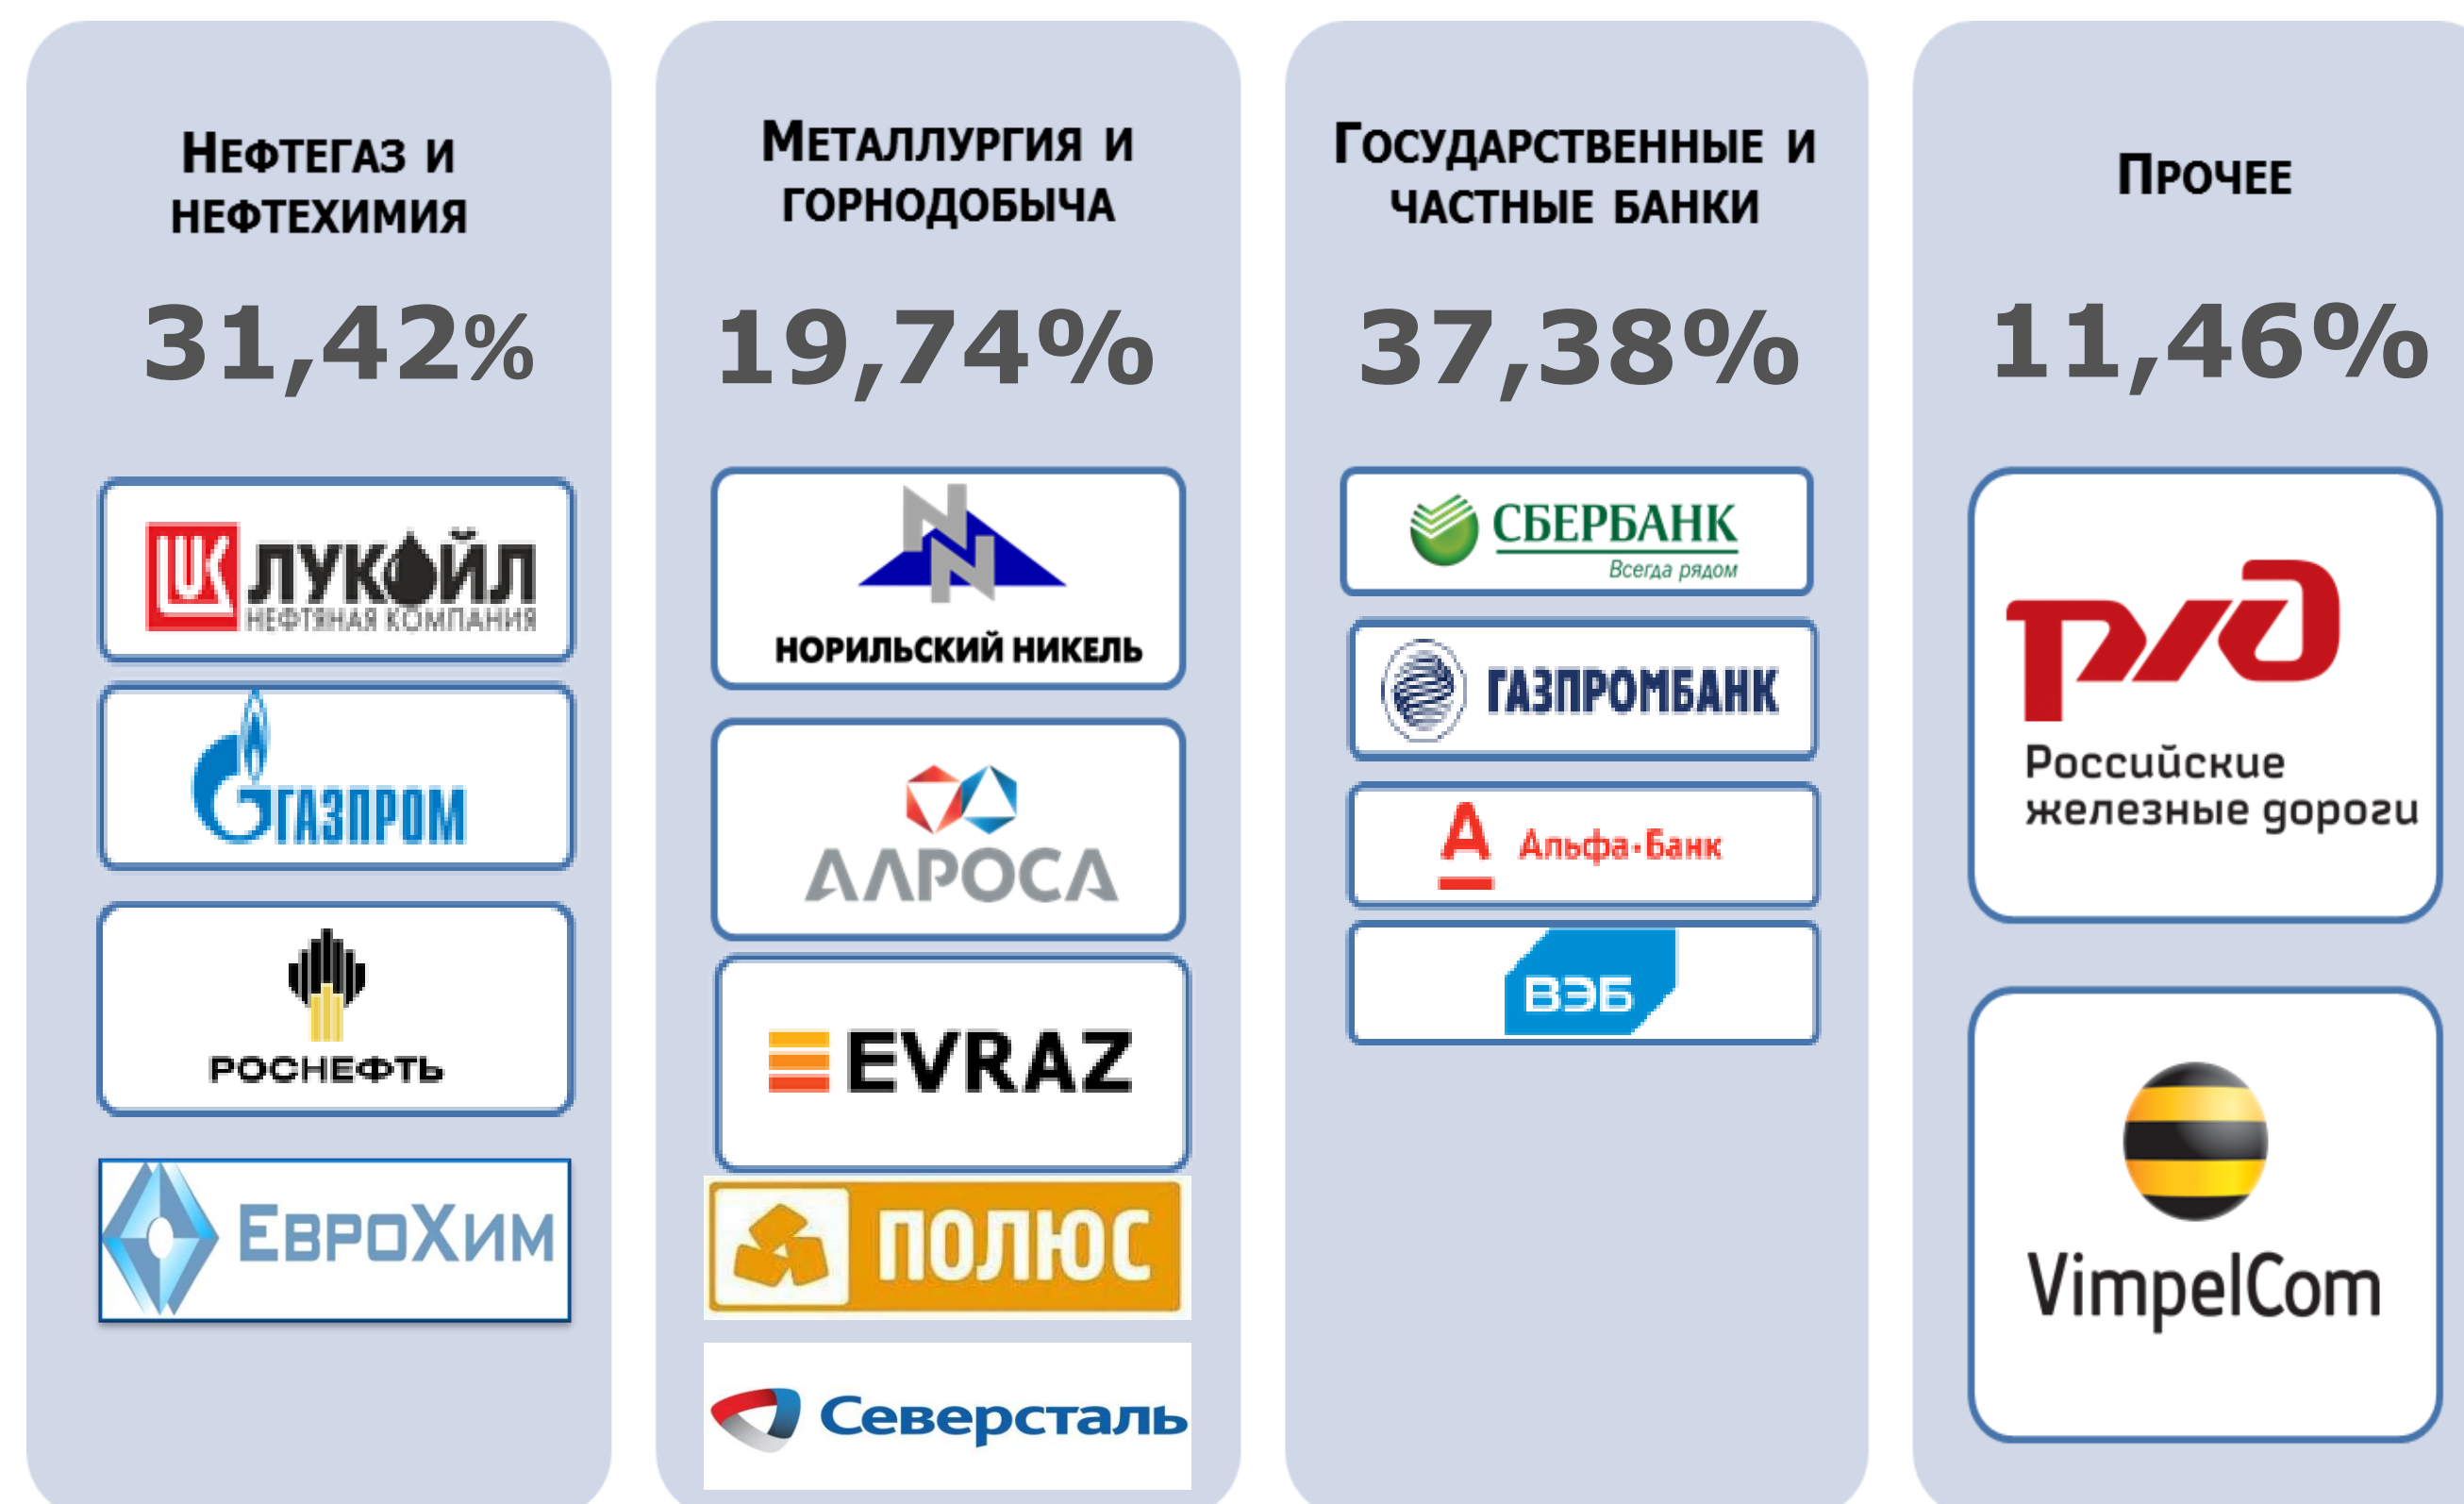 Нефтегаз и
нефтехимия
31,42%
ЛУКОЙЛ
НЕФТЯНАЯ КОМПАНИЯ
ГАЗПРОМ
РОСНЕФТЬ
ЕвроХим
Металлургия и
горнодобыча
19,74%
НОРИЛЬСКИЙ НИКЕЛЬ
АЛРОСА
EVRAZ
ПОЛЮС
Северсталь
Государственные и
частные банки
37,38%
СБЕРБАНК
Всегда рядом
ГАЗПРОМБАНК
А Альфа·Банк
ВЭБ
Прочее
11,46%
ржд
Российские
железные дороги
VimpelCom